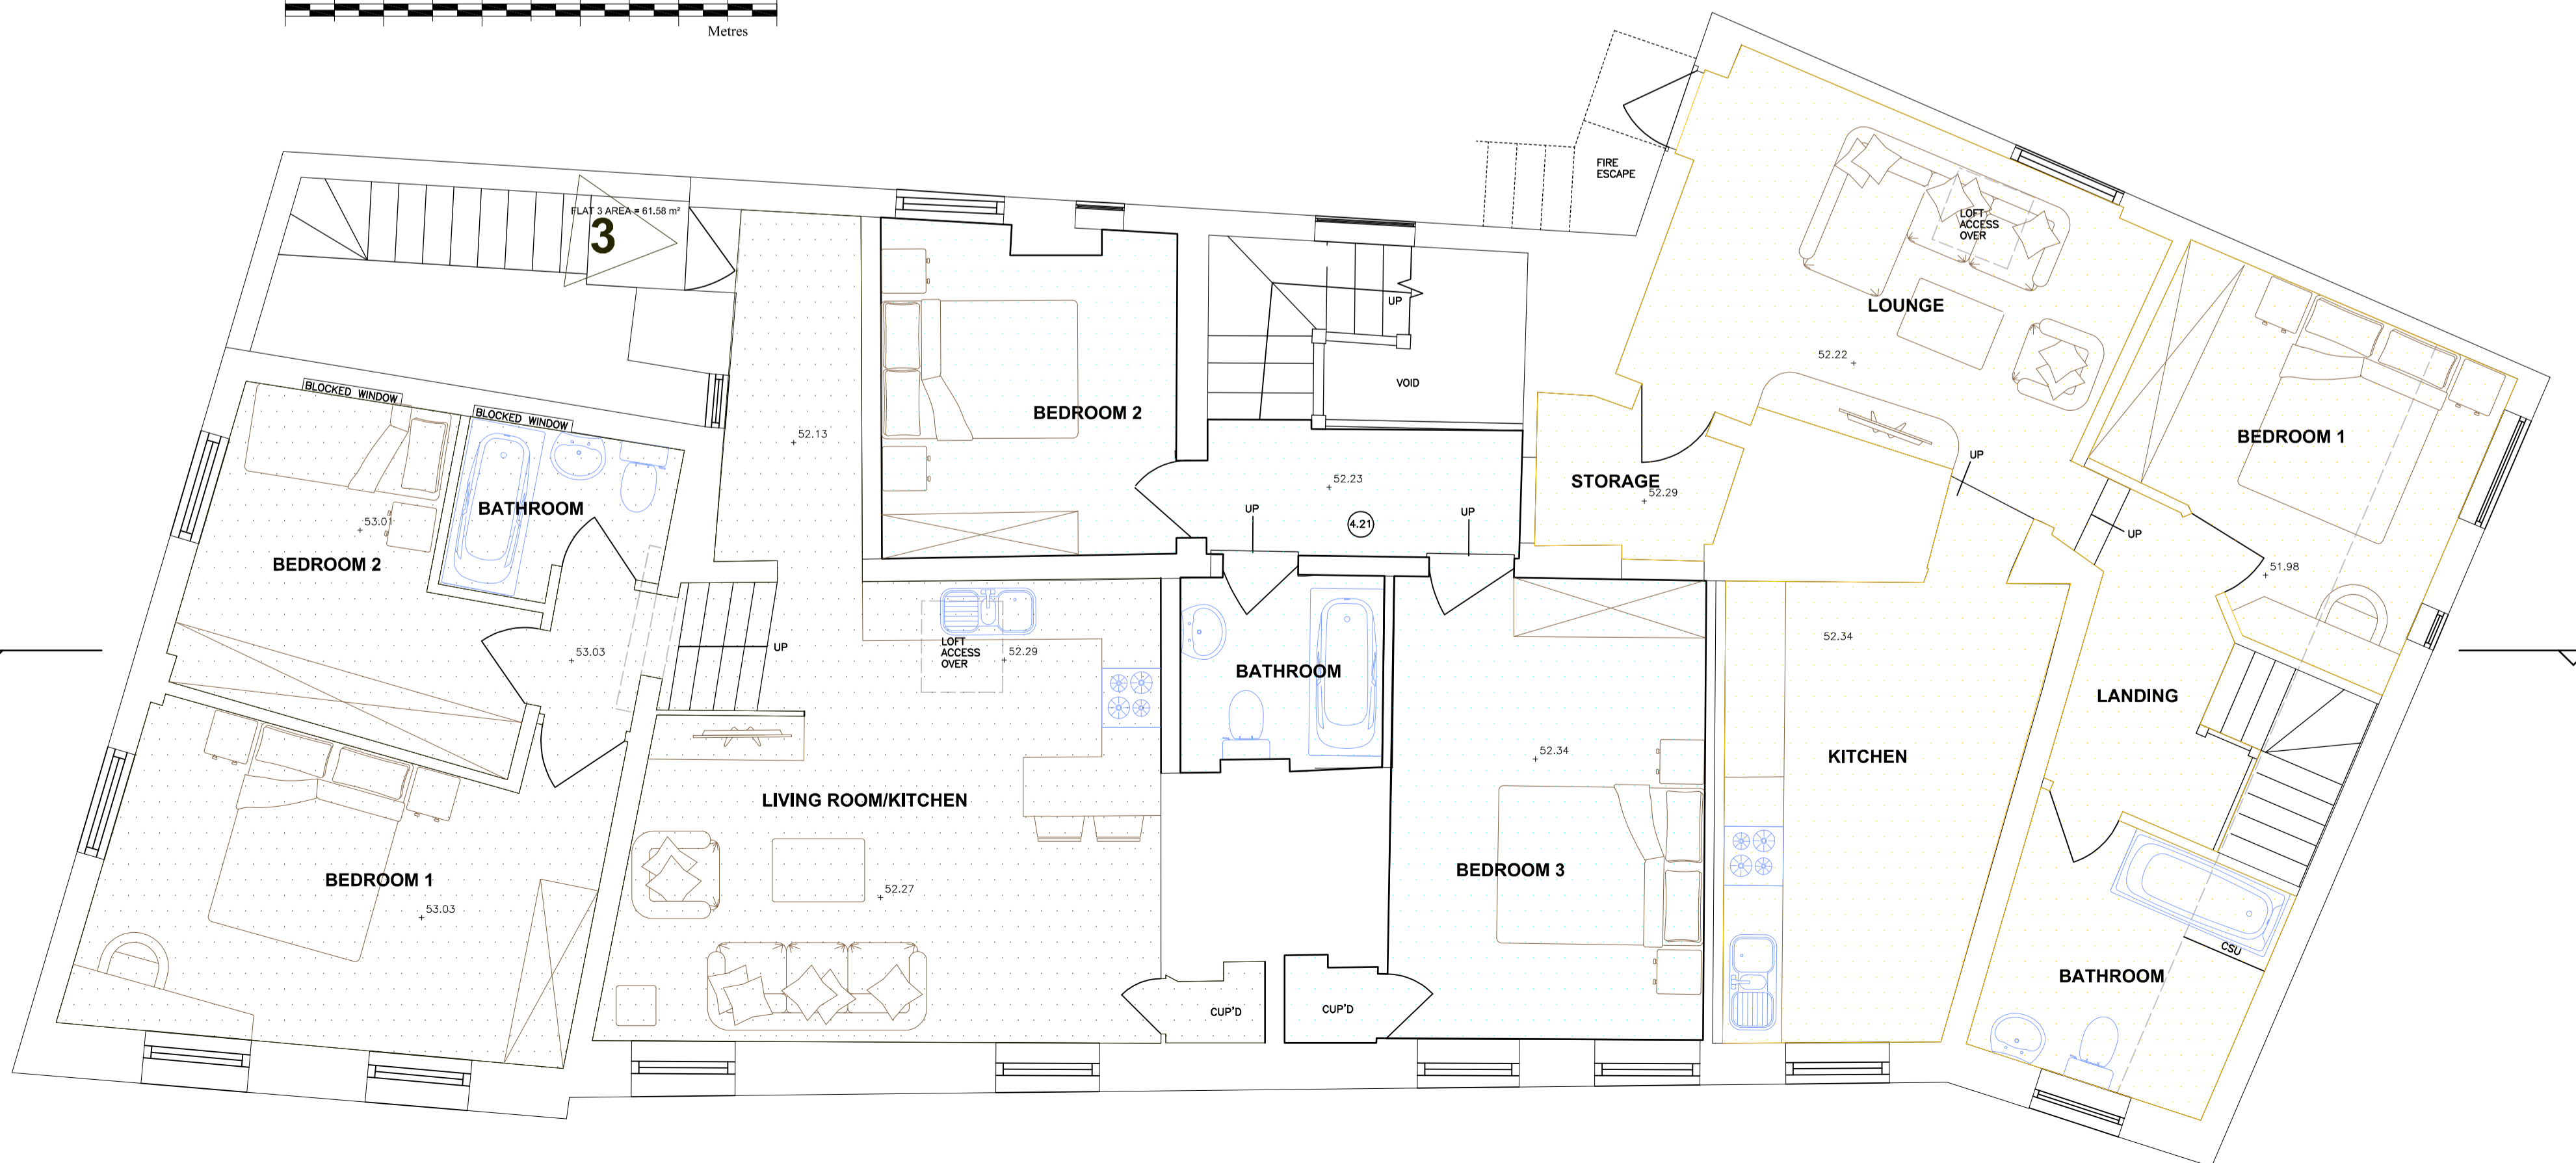 Metres
FLAT 3 AREA = 61.58 m²
3
FIRE
ESCAPE
LOFT
ACCESS
OVER
LOUNGE
UP
52.22
VOID
BLOCKED WINDOW
BLOCKED WINDOW
BEDROOM 2
52.13
BEDROOM 1
UP
STORAGE
52.29
52.23
BATHROOM
53.01
UP
UP
4.21
UP
BEDROOM 2
51.98
LOFT
ACCESS
OVER
52.29
UP
53.03
BATHROOM
52.34
LANDING
52.34
KITCHEN
LIVING ROOM/KITCHEN
BEDROOM 3
BEDROOM 1
52.27
53.03
CSU
BATHROOM
CUP'D
CUP'D